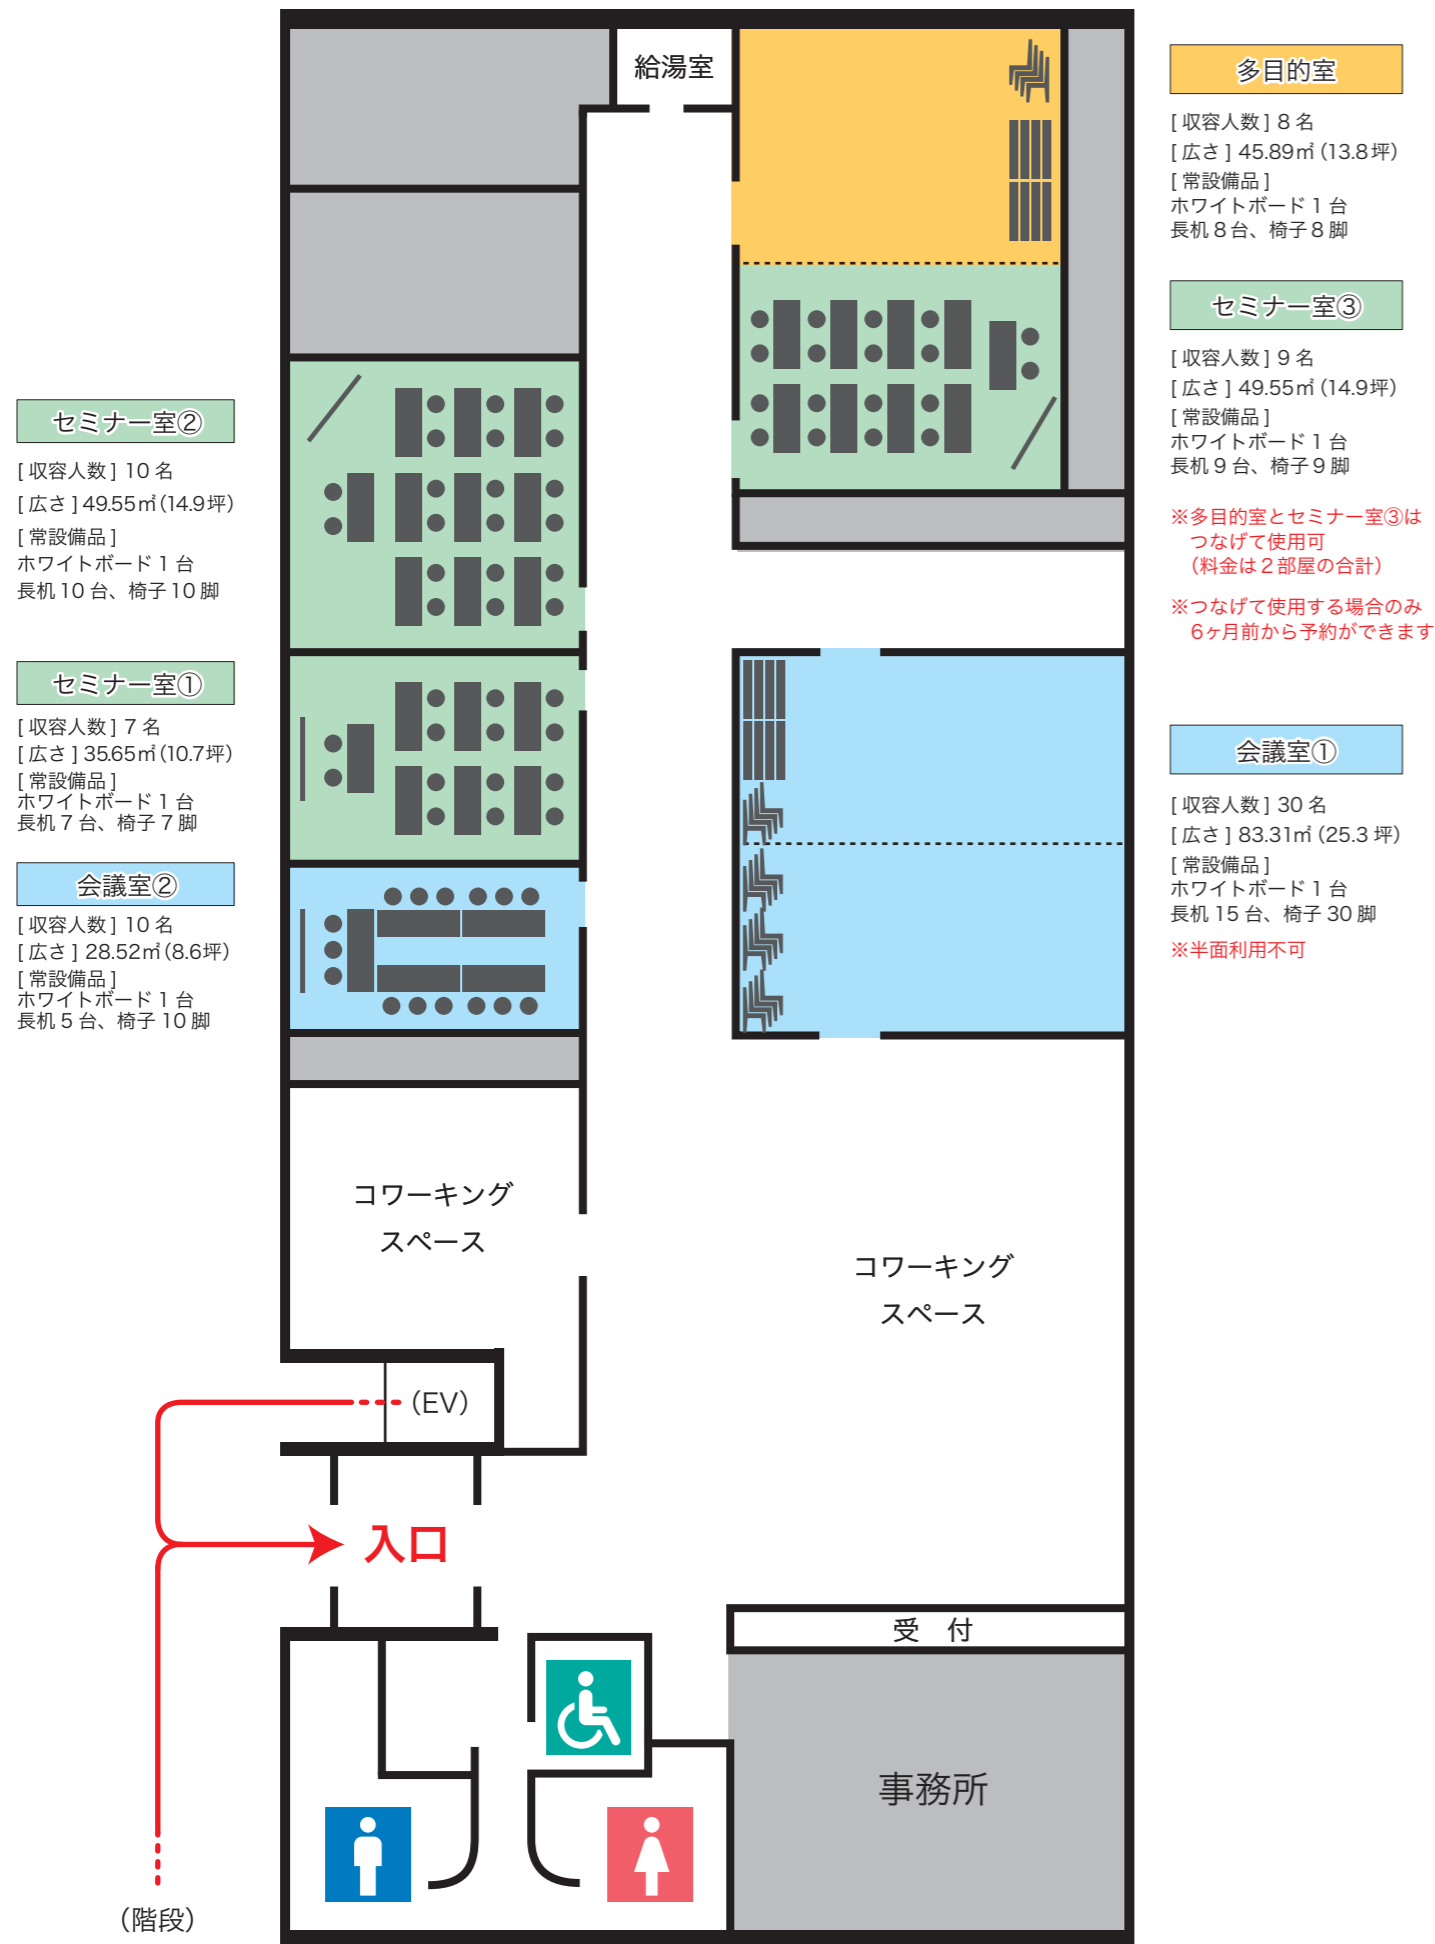 給湯室
多目的室
[ 収容人数 ] 8 名
[ 広さ ] 45.89㎡ (13.8坪)
[ 常設備品 ]
ホワイトボード 1 台
長机 8 台、椅子 8 脚
セミナー室③
[ 収容人数 ] 9 名
[ 広さ ] 49.55㎡ (14.9坪)
[ 常設備品 ]
ホワイトボード 1 台
長机 9 台、椅子 9 脚
※多目的室とセミナー室③は
つなげて使用可
（料金は 2 部屋の合計）
※つなげて使用する場合のみ
6ヶ月前から予約ができます
セミナー室②
[ 収容人数 ] 10 名
[ 広さ ] 49.55㎡ (14.9坪)
[ 常設備品 ]
ホワイトボード 1 台
長机 10 台、椅子 10 脚
セミナー室①
[ 収容人数 ] 7 名
[ 広さ ] 35.65㎡ (10.7坪)
[ 常設備品 ]
ホワイトボード 1 台
長机 7 台、椅子 7 脚
会議室①
[ 収容人数 ] 30 名
[ 広さ ] 83.31㎡ (25.3 坪)
[ 常設備品 ]
ホワイトボード 1 台
長机 15 台、椅子 30 脚
※半面利用不可
会議室②
[ 収容人数 ] 10 名
[ 広さ ] 28.52㎡ (8.6坪)
[ 常設備品 ]
ホワイトボード 1 台
長机 5 台、椅子 10 脚
コワーキング
スペース
コワーキング
スペース
（EV）
入口
受　付
事務所
（階段）